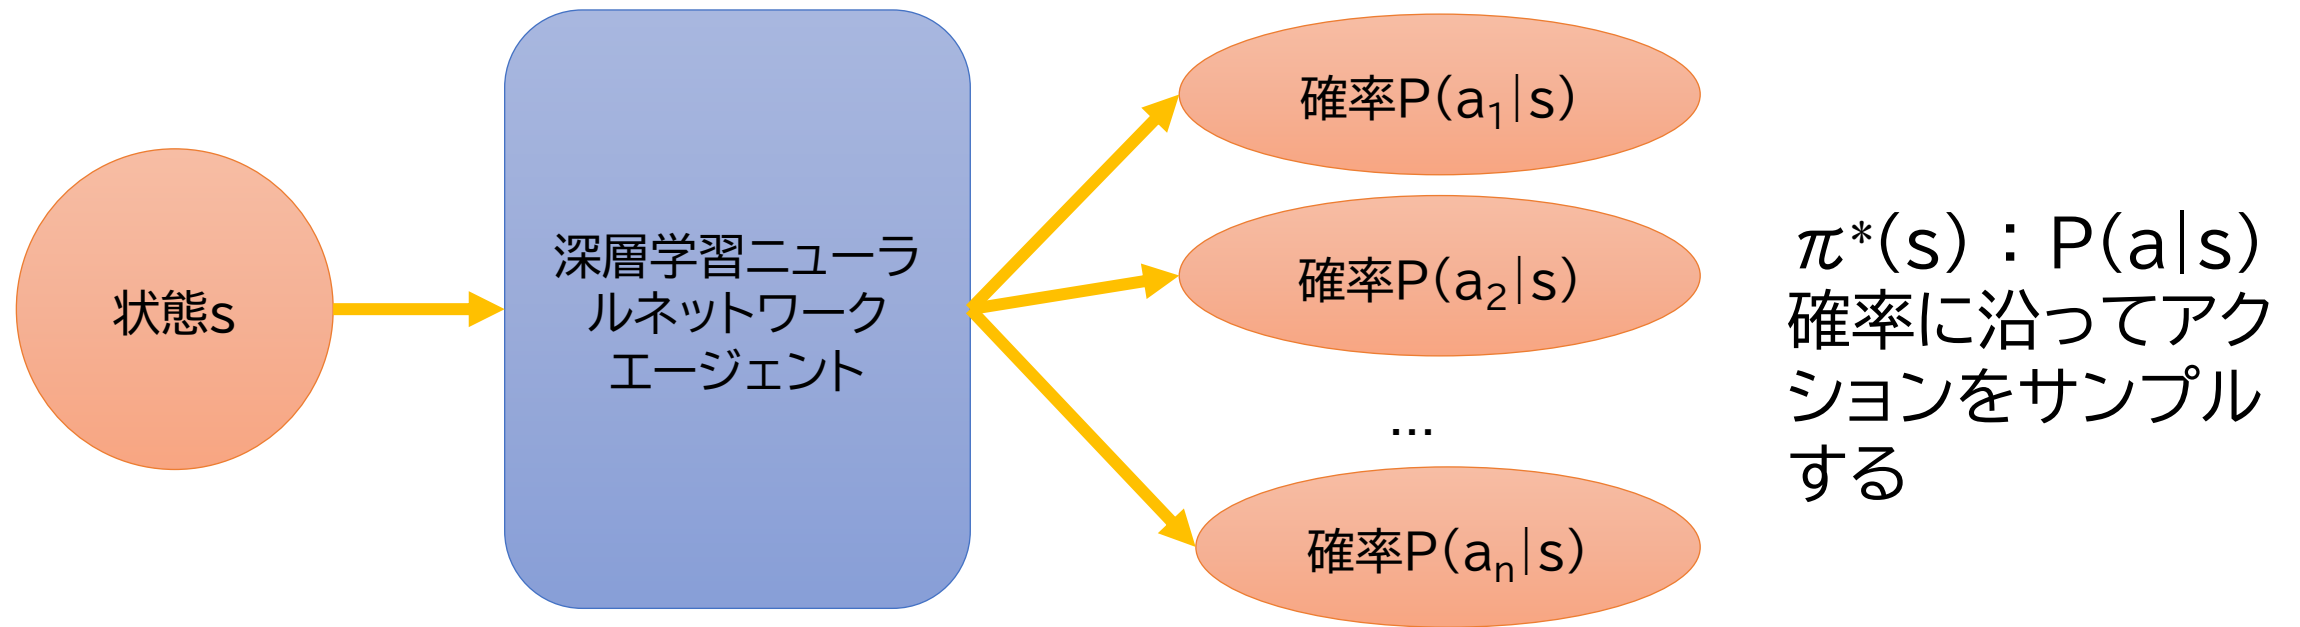 状態s
深層学習ニューラ
ルネットワーク
エージェント
確率P(a₁|s)
確率P(a₂|s)
…
確率P(aₙ|s)
π*(s)：P(a|s)
確率に沿ってアク
ションをサンプル
する